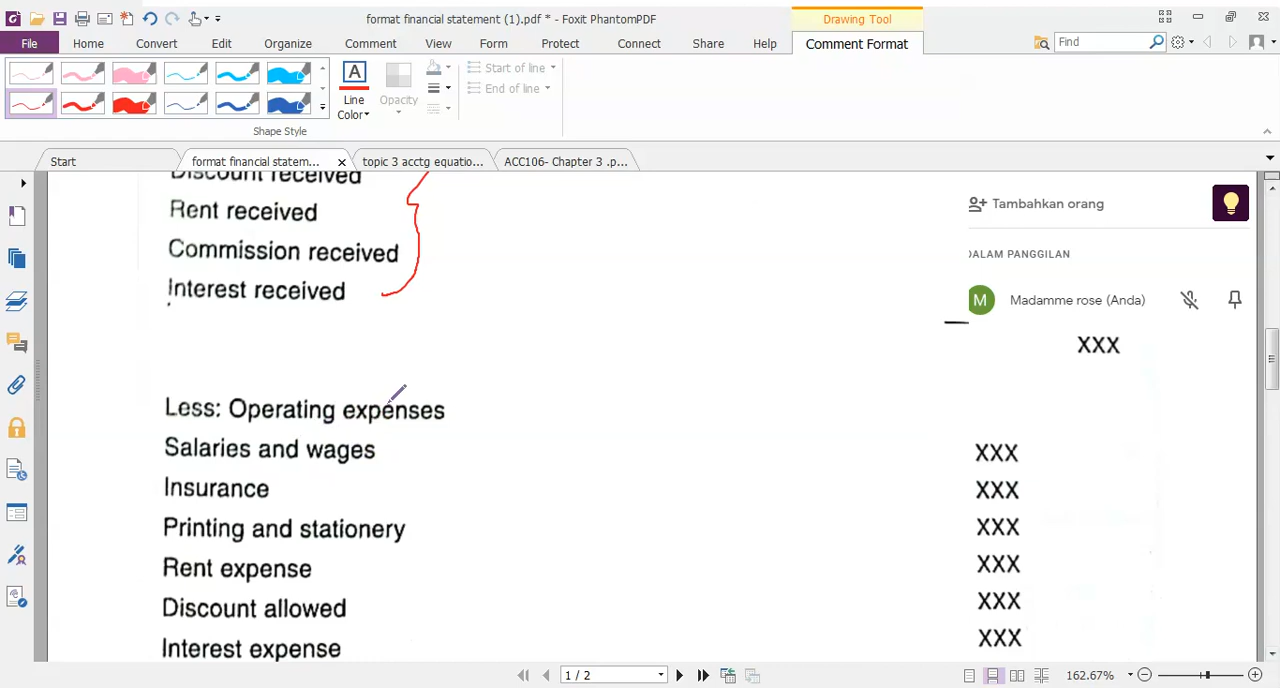 format financial statement (1).pdf * - Foxit PhantomPDF
Drawing Tool
File Home Convert Edit Organize Comment View Form Protect Connect Share Help Comment Format
Find
A
Line Color
Opacity
Start of line
End of line
Shape Style
Start
format financial statem...
topic 3 acctg equatio...
ACC106- Chapter 3 .p...
Discount received
Rent received
Commission received
Interest received
XXX
Less: Operating expenses
Salaries and wages XXX
Insurance XXX
Printing and stationery XXX
Rent expense XXX
Discount allowed XXX
Interest expense XXX
Tambahkan orang
DALAM PANGGILAN
M
Madamme rose (Anda)
1 / 2
162.67%